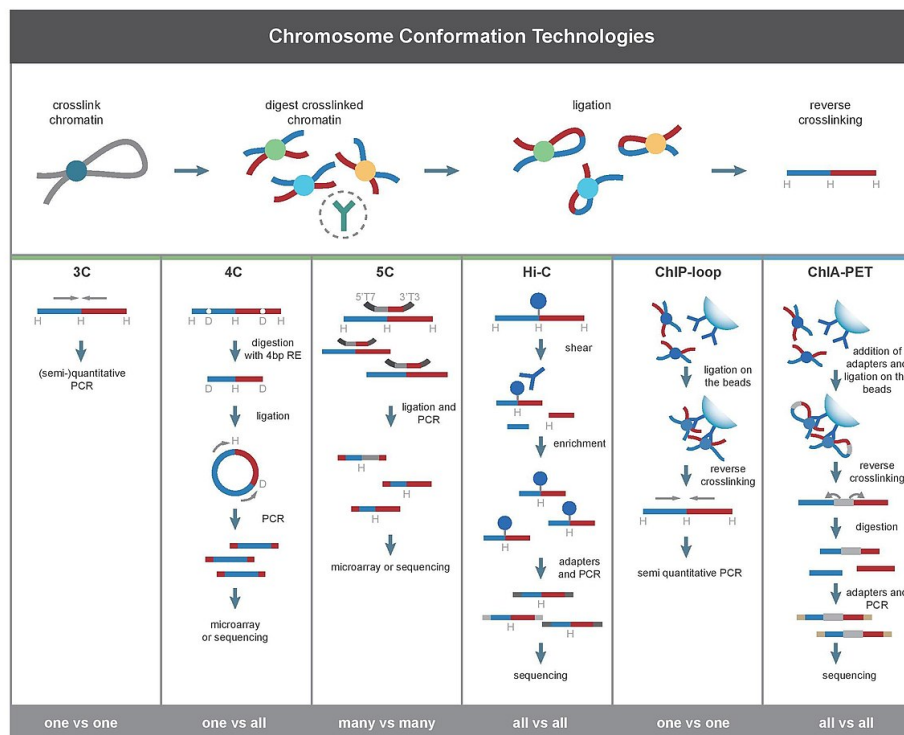 Chromosome Conformation Technologies
crosslink
chromatin
digest crosslinked
chromatin
ligation
reverse
crosslinking
H H H
3C
H H H
(semi-)quantitative
PCR
one vs one
4C
H D H D H
digestion
with 4bp RE
D H D
ligation
H
D
PCR
microarray
or sequencing
one vs all
5C
5'T7 3'T3
H H H
ligation and
PCR
H
H
H
microarray or sequencing
many vs many
Hi-C
H H H
shear
H
enrichment
H
H H
adapters
and PCR
H
H H
sequencing
all vs all
ChIP-loop
ligation on
the beads
reverse
crosslinking
H H H
semi quantitative PCR
one vs one
ChIA-PET
addition of
adapters and
ligation on the
beads
reverse
crosslinking
digestion
adapters and
PCR
sequencing
all vs all